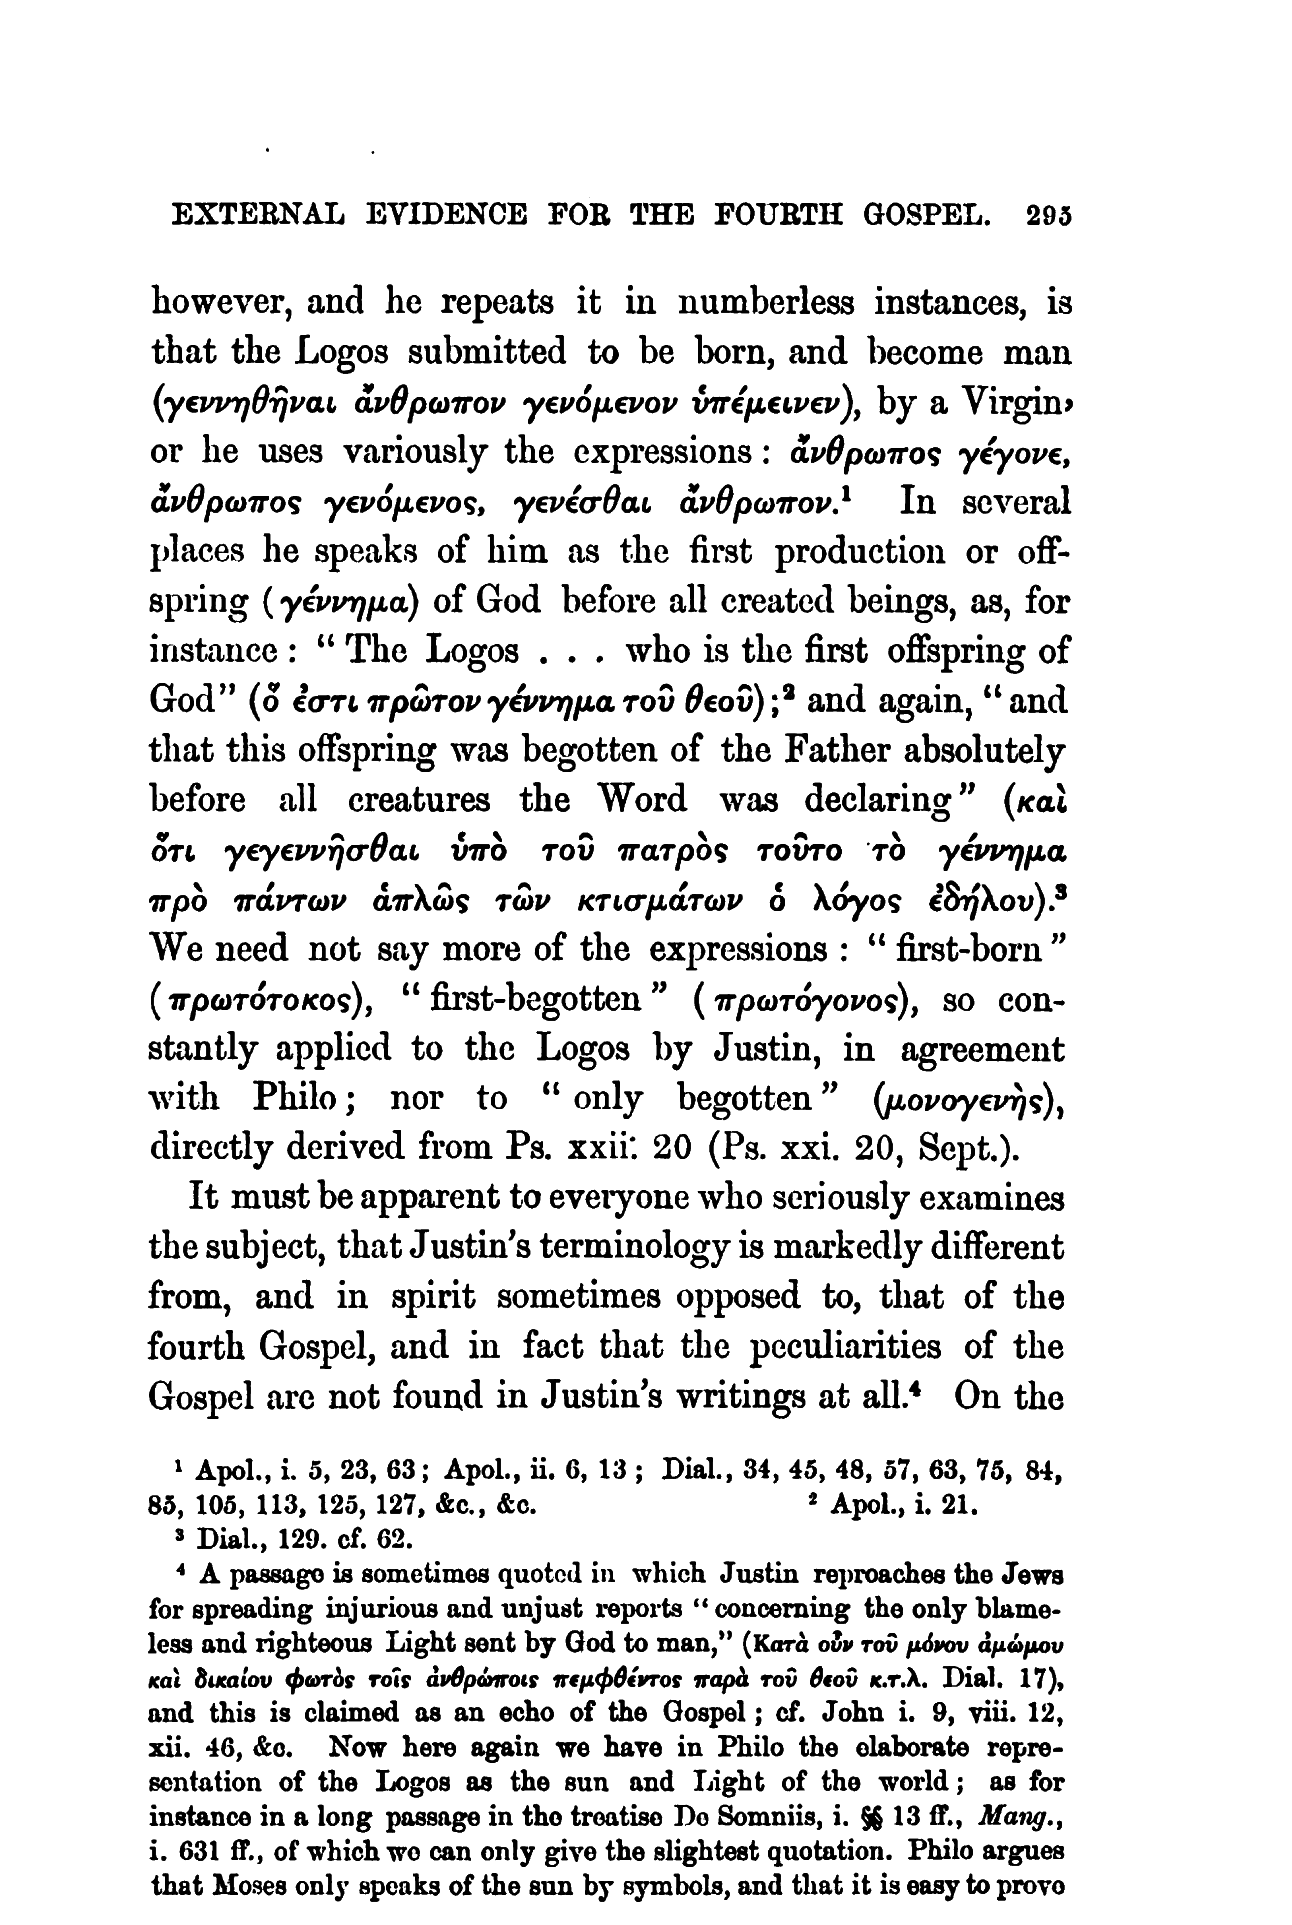 EXTERNAL EVIDENCE FOR THE FOURTH GOSPEL. 295
however, and he repeats it in numberless instances, is
that the Logos submitted to be born, and become man
(γεννηθῆναι ἄνθρωπον γενόμενον ὑπέμεινεν), by a Virgin,
or he uses variously the expressions : ἄνθρωπος γέγονε,
ἄνθρωπος γενόμενος, γενέσθαι ἄνθρωπον.¹ In several
places he speaks of him as the first production or off-
spring (γέννημα) of God before all created beings, as, for
instance : “ The Logos . . . who is the first offspring of
God” (ὅ ἐστι πρῶτον γέννημα τοῦ θεοῦ) ;² and again, “ and
that this offspring was begotten of the Father absolutely
before all creatures the Word was declaring” (καὶ
ὅτι γεγεννῆσθαι ὑπὸ τοῦ πατρὸς τοῦτο τὸ γέννημα
πρὸ πάντων ἁπλῶς τῶν κτισμάτων ὁ λόγος ἐδήλου).³
We need not say more of the expressions : “ first-born ”
(πρωτότοκος), “ first-begotten ” (πρωτόγονος), so con-
stantly applied to the Logos by Justin, in agreement
with Philo ; nor to “ only begotten ” (μονογενὴς),
directly derived from Ps. xxii. 20 (Ps. xxi. 20, Sept.).
It must be apparent to everyone who seriously examines
the subject, that Justin’s terminology is markedly different
from, and in spirit sometimes opposed to, that of the
fourth Gospel, and in fact that the peculiarities of the
Gospel are not found in Justin’s writings at all.⁴ On the
¹ Apol., i. 5, 23, 63 ; Apol., ii. 6, 13 ; Dial., 34, 45, 48, 57, 63, 75, 84,
85, 105, 113, 125, 127, &c., &c. ² Apol., i. 21.
³ Dial., 129. cf. 62.
⁴ A passage is sometimes quoted in which Justin reproaches the Jews
for spreading injurious and unjust reports “ concerning the only blame-
less and righteous Light sent by God to man,” (Κατὰ οὖν τοῦ μόνου ἀμώμου
καὶ δικαίου φωτὸς τοῖς ἀνθρώποις πεμφθέντος παρὰ τοῦ θεοῦ κ.τ.λ. Dial. 17),
and this is claimed as an echo of the Gospel ; cf. John i. 9, viii. 12,
xii. 46, &c. Now here again we have in Philo the elaborate repre-
sentation of the Logos as the sun and Light of the world ; as for
instance in a long passage in the treatise De Somniis, i. §§ 13 ff., Mang.,
i. 631 ff., of which we can only give the slightest quotation. Philo argues
that Moses only speaks of the sun by symbols, and that it is easy to prove